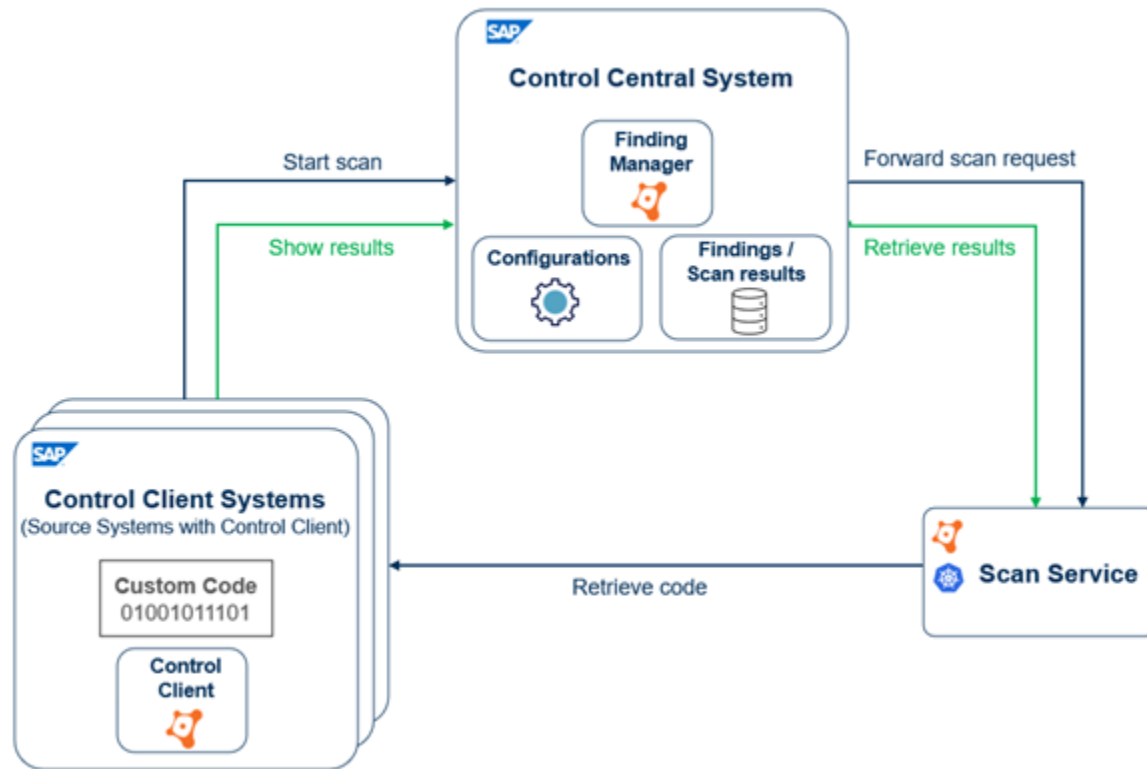 SAP
Control Central System
Finding
Manager
Start scan
Forward scan request
Show results
Configurations
Findings /
Scan results
Retrieve results
SAP
Control Client Systems
(Source Systems with Control Client)
Custom Code
01001011101
Retrieve code
Scan Service
Control
Client